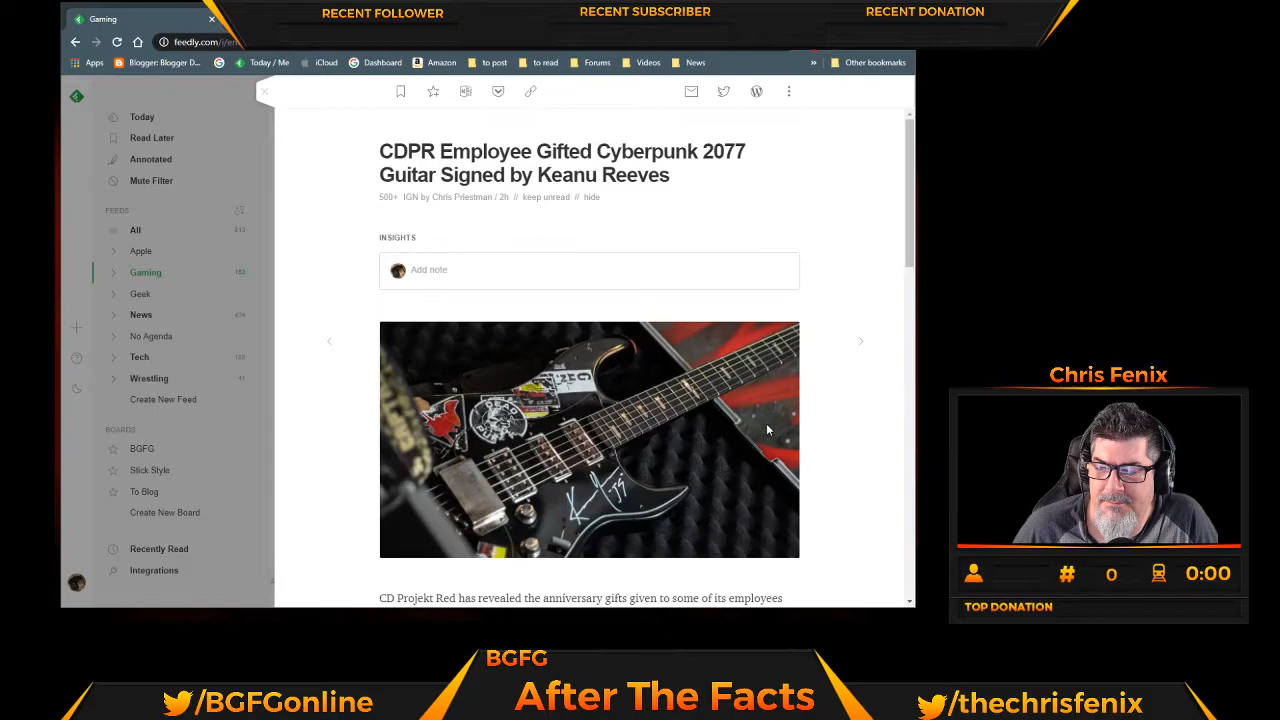 RECENT FOLLOWER
RECENT SUBSCRIBER
RECENT DONATION
Gaming
feedly.com/i/en
Apps
Blogger: Blogger D...
Today / Me
iCloud
Dashboard
Amazon
to post
to read
Forums
Videos
News
»
Other bookmarks
Today
Read Later
Annotated
Mute Filter
FEEDS
All
Apple
Gaming
Geek
News
No Agenda
Tech
Wrestling
41
Create New Feed
BOARDS
BGFG
Stick Style
To Blog
Create New Board
Recently Read
Integrations
CDPR Employee Gifted Cyberpunk 2077
Guitar Signed by Keanu Reeves
500+ IGN by Chris Priestman / 2h // keep unread // hide
INSIGHTS
Add note
CD Projekt Red has revealed the anniversary gifts given to some of its employees
Chris Fenix
# 0
0:00
TOP DONATION
BGFG
After The Facts
/BGFGonline
/thechrisfenix